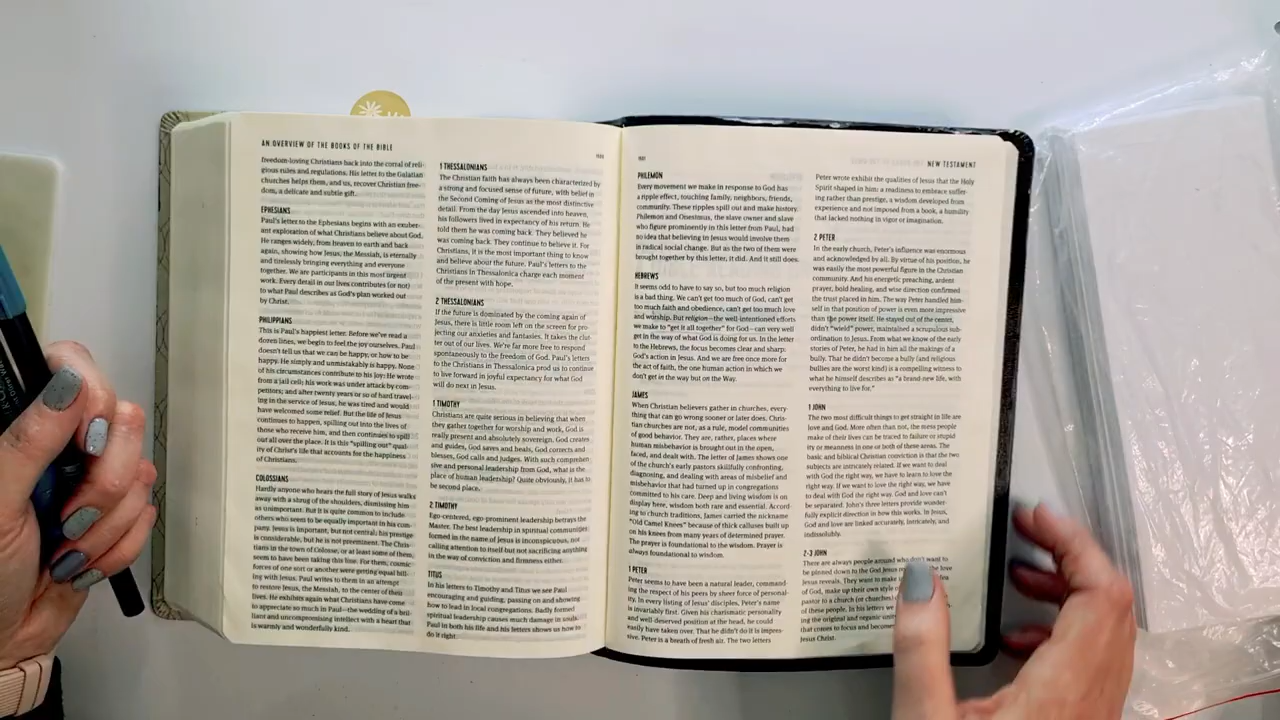 AN OVERVIEW OF THE BOOKS OF THE BIBLE
freedom-loving Christians back into the corral of reli-
gious rules and regulations. His letter to the Galatian
churches helps them, and us, recover Christian free-
dom, a delicate and subtle gift.
EPHESIANS
Paul's letter to the Ephesians begins with an exuber-
ant exploration of what Christians believe about God.
He ranges widely, from heaven to earth and back
again, showing how Jesus, the Messiah, is eternally
and tirelessly bringing everything and everyone
together. We are participants in this most urgent
work. Every detail in our lives contributes (or not)
to what Paul describes as God's plan worked out
by Christ.
PHILIPPIANS
This is Paul's happiest letter. Before we've read a
dozen lines, we begin to feel the joy ourselves. Paul
doesn't tell us that we can be happy, or how to be
happy. He simply and unmistakably is happy. None
of his circumstances contribute to his joy: He wrote
from a jail cell; his work was under attack by com-
petitors; and after twenty years or so of hard travel-
ing in the service of Jesus, he was tired and would
have welcomed some relief. But the life of Jesus
continues to happen, spilling out into the lives of
those who receive him, and then continues to spill
out all over the place. It is this "spilling out" qual-
ity of Christ's life that accounts for the happiness
of Christians.
COLOSSIANS
Hardly anyone who hears the full story of Jesus walks
away with a shrug of the shoulders, dismissing him
as unimportant. But it is quite common to include
others who seem to be equally important in his com-
pany. Jesus is important, but not central; his prestige
is considerable, but he is not preeminent. The Chris-
tians in the town of Colosse, or at least some of them,
seem to have been taking this line. For them, cosmic
forces of one sort or another were getting equal bill-
ing with Jesus. Paul writes to them in an attempt
to restore Jesus, the Messiah, to the center of their
lives. He exhibits again what Christians have come
to appreciate so much in Paul—the wedding of a bril-
liant and uncompromising intellect with a heart that
is warmly and wonderfully kind.
1 THESSALONIANS
The Christian faith has always been characterized by
a strong and focused sense of future, with belief in
the Second Coming of Jesus as the most distinctive
detail. From the day Jesus ascended into heaven,
his followers lived in expectancy of his return. He
told them he was coming back. They believed he
was coming back. They continue to believe it. For
Christians, it is the most important thing to know
and believe about the future. Paul's letters to the
Christians in Thessalonica charge each moment
of the present with hope.
2 THESSALONIANS
If the future is dominated by the coming again of
Jesus, there is little room left on the screen for pro-
jecting our anxieties and fantasies. It takes the clut-
ter out of our lives. We're far more free to respond
spontaneously to the freedom of God. Paul's letters
to the Christians in Thessalonica prod us to continue
to live forward in joyful expectancy for what God
will do next in Jesus.
1 TIMOTHY
Christians are quite serious in believing that when
they gather together for worship and work, God is
really present and absolutely sovereign. God creates
and guides, God saves and heals, God corrects and
blesses, God calls and judges. With such comprehen-
sive and personal leadership from God, what is the
place of human leadership? Quite obviously, it has to
be second place.
2 TIMOTHY
Ego-centered, ego-prominent leadership betrays the
Master. The best leadership in spiritual communities
formed in the name of Jesus is inconspicuous, not
calling attention to itself but not sacrificing anything
in the way of conviction and firmness either.
TITUS
In his letters to Timothy and Titus we see Paul
encouraging and guiding, passing on and showing
how to lead in local congregations. Badly formed
spiritual leadership causes much damage in souls.
Paul in both his life and his letters shows us how to
do it right.
NEW TESTAMENT
PHILEMON
Every movement we make in response to God has
a ripple effect, touching family, neighbors, friends,
community. These ripples spill out and make history.
Philemon and Onesimus, the slave owner and slave
who figure prominently in this letter from Paul, had
no idea that believing in Jesus would involve them
in radical social change. But as the two of them were
brought together by this letter, it did. And it still does.
HEBREWS
It seems odd to have to say so, but too much religion
is a bad thing. We can't get too much of God, can't get
too much faith and obedience, can't get too much love
and worship. But religion—the well-intentioned efforts
we make to "get it all together" for God—can very well
get in the way of what God is doing for us. In the letter
to the Hebrews, the focus becomes clear and sharp:
God's action in Jesus. And we are free once more for
the act of faith, the one human action in which we
don't get in the way but on the Way.
JAMES
When Christian believers gather in churches, every-
thing that can go wrong sooner or later does. Chris-
tian churches are not, as a rule, model communities
of good behavior. They are, rather, places where
human misbehavior is brought out in the open,
faced, and dealt with. The letter of James shows one
of the church's early pastors skillfully confronting,
diagnosing, and dealing with areas of misbelief and
misbehavior that had turned up in congregations
committed to his care. Deep and living wisdom is on
display here, wisdom both rare and essential. Accord-
ing to church traditions, James carried the nickname
"Old Camel Knees" because of thick calluses built up
on his knees from many years of determined prayer.
The prayer is foundational to the wisdom. Prayer is
always foundational to wisdom.
1 PETER
Peter seems to have been a natural leader, command-
ing the respect of his peers by sheer force of personal-
ity. In every listing of Jesus' disciples, Peter's name
is invariably first. Given his charismatic personality
and well deserved position at the head, he could
easily have taken over. That he didn't do it is impres-
sive. Peter is a breath of fresh air. The two letters
Peter wrote exhibit the qualities of Jesus that the Holy
Spirit shaped in him: a readiness to embrace suffer-
ing rather than prestige, a wisdom developed from
experience and not imposed from a book, a humility
that lacked nothing in vigor or imagination.
2 PETER
In the early church, Peter's influence was enormous
and acknowledged by all. By virtue of his position, he
was easily the most powerful figure in the Christian
community. And his energetic preaching, ardent
prayer, bold healing, and wise direction confirmed
the trust placed in him. The way Peter handled him-
self in that position of power is even more impressive
than the power itself. He stayed out of the center,
didn't "wield" power, maintained a scrupulous sub-
ordination to Jesus. From what we know of the early
stories of Peter, he had in him all the makings of a
bully. That he didn't become a bully (and religious
bullies are the worst kind) is a compelling witness to
what he himself describes as "a brand-new life, with
everything to live for."
1 JOHN
The two most difficult things to get straight in life are
love and God. More often than not, the mess people
make of their lives can be traced to failure or stupid-
ity or meanness in one or both of these areas. The
basic and biblical Christian conviction is that the two
subjects are intricately related. If we want to deal
with God the right way, we have to learn to love the
right way. If we want to love the right way, we have
to deal with God the right way. God and love can't
be separated. John's three letters provide wonder-
fully explicit direction in how this works. In Jesus,
God and love are linked accurately, intricately, and
indissolubly.
2-3 JOHN
There are always people around who don't want to
be pinned down to the God Jesus the love
Jesus reveals. They want to make
of God, make up their own style
pastor to a church (or churches)
of these people. In his letters we
ing the original and organic unity
that comes to focus and becomes
Jesus Christ.